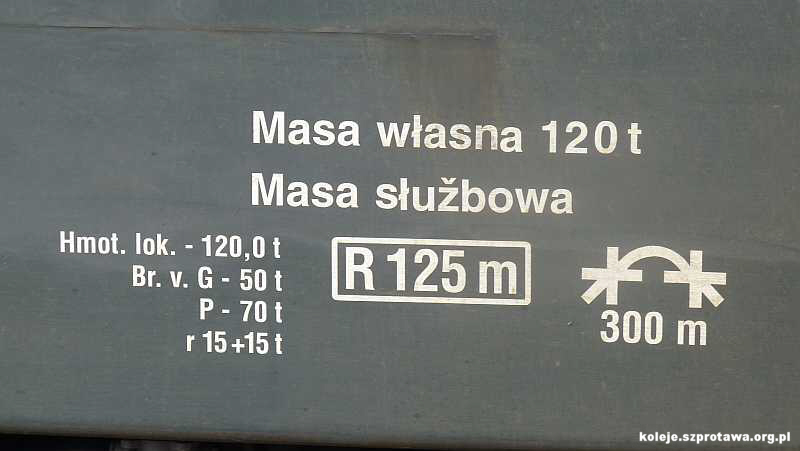 Masa własna 120 t
Masa służbowa
Hmot. lok. - 120,0 t
Br. v. G - 50 t
P - 70 t
r 15+15 t
R 125 m
300 m
koleje.szprotawa.org.pl